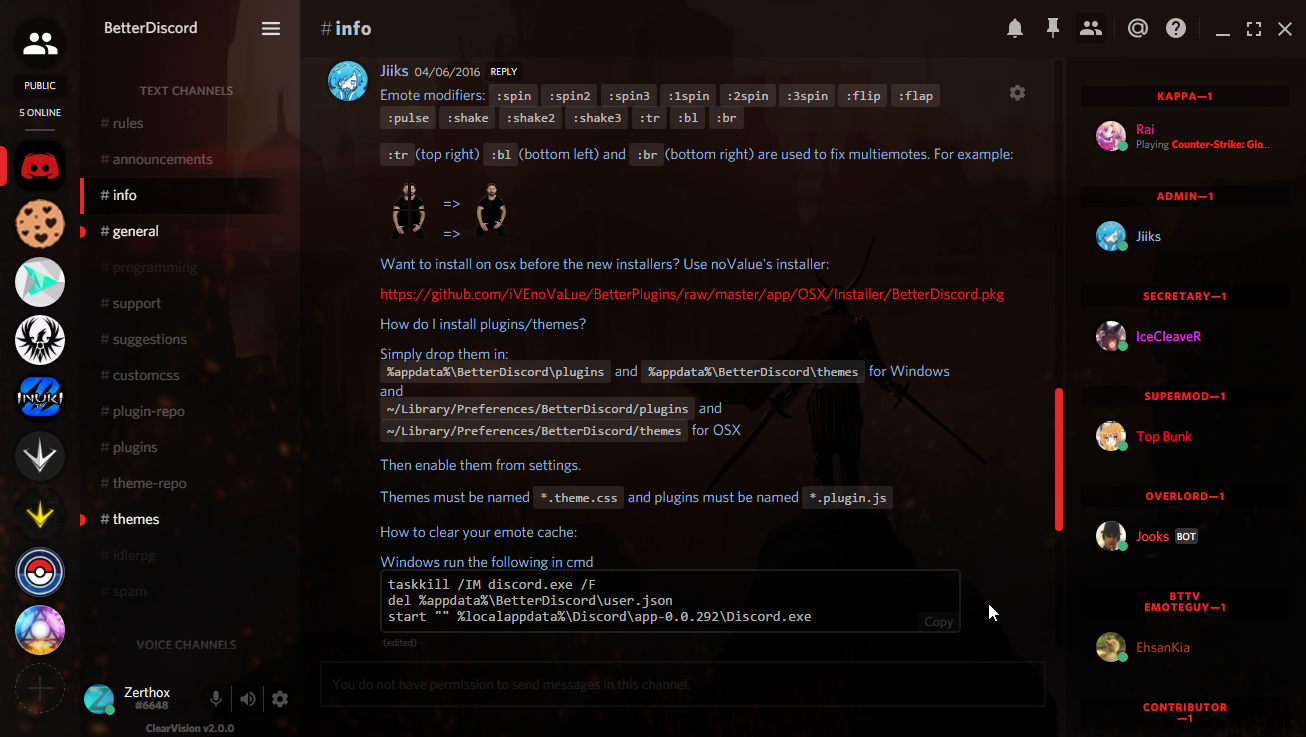 PUBLIC
5 ONLINE
BetterDiscord
TEXT CHANNELS
# rules
# announcements
# info
# general
# programming
# support
# suggestions
# customcss
# plugin-repo
# plugins
# theme-repo
# themes
# idlerpg
# spam
VOICE CHANNELS
Zerthox
#6648
ClearVision v2.0.0
# info
Jiiks 04/06/2016 REPLY
Emote modifiers: :spin :spin2 :spin3 :1spin :2spin :3spin :flip :flap
:pulse :shake :shake2 :shake3 :tr :bl :br
:tr (top right) :bl (bottom left) and :br (bottom right) are used to fix multiemotes. For example:
=>
=>
Want to install on osx before the new installers? Use noValue's installer:
https://github.com/iVEnoVaLue/BetterPlugins/raw/master/app/OSX/Installer/BetterDiscord.pkg
How do I install plugins/themes?
Simply drop them in:
%appdata%\BetterDiscord\plugins and %appdata%\BetterDiscord\themes for Windows
and
~/Library/Preferences/BetterDiscord/plugins and
~/Library/Preferences/BetterDiscord/themes for OSX
Then enable them from settings.
Themes must be named *.theme.css and plugins must be named *.plugin.js
How to clear your emote cache:
Windows run the following in cmd
taskkill /IM discord.exe /F
del %appdata%\BetterDiscord\user.json
start "" %localappdata%\Discord\app-0.0.292\Discord.exe
Copy
(edited)
You do not have permission to send messages in this channel.
KAPPA—1
Rai
Playing Counter-Strike: Glo...
ADMIN—1
Jiiks
SECRETARY—1
IceCleaveR
SUPERMOD—1
Top Bunk
OVERLORD—1
Jooks BOT
BTTV
EMOTEGUY—1
EhsanKia
CONTRIBUTOR
—1